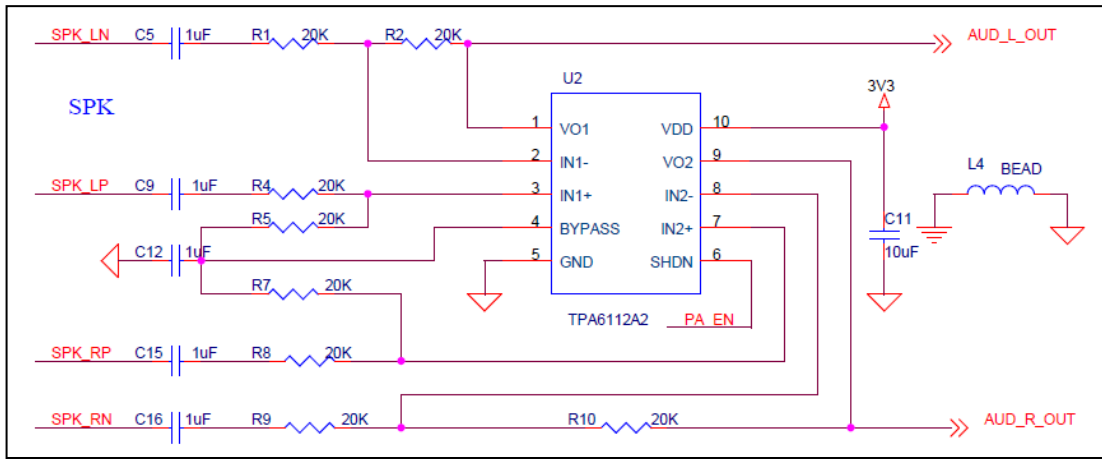 SPK_LN C5 1uF R1 20K R2 20K AUD_L_OUT
U2
3V3
SPK
1 VO1 VDD 10
2 IN1- VO2 9
L4 BEAD
SPK_LP C9 1uF R4 20K 3 IN1+ IN2- 8
R5 20K 4 BYPASS IN2+ 7
C11
C12 1uF 5 GND SHDN 6
10uF
R7 20K
TPA6112A2 PA_EN
SPK_RP C15 1uF R8 20K
SPK_RN C16 1uF R9 20K R10 20K AUD_R_OUT